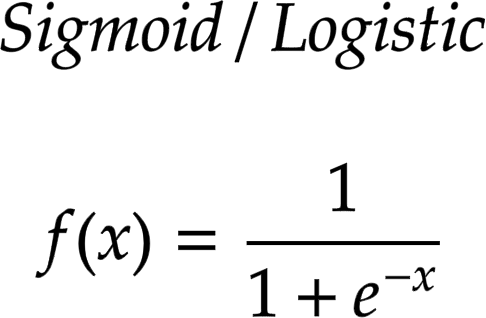 Sigmoid / Logistic
f(x) = 1 / (1 + e^{-x})